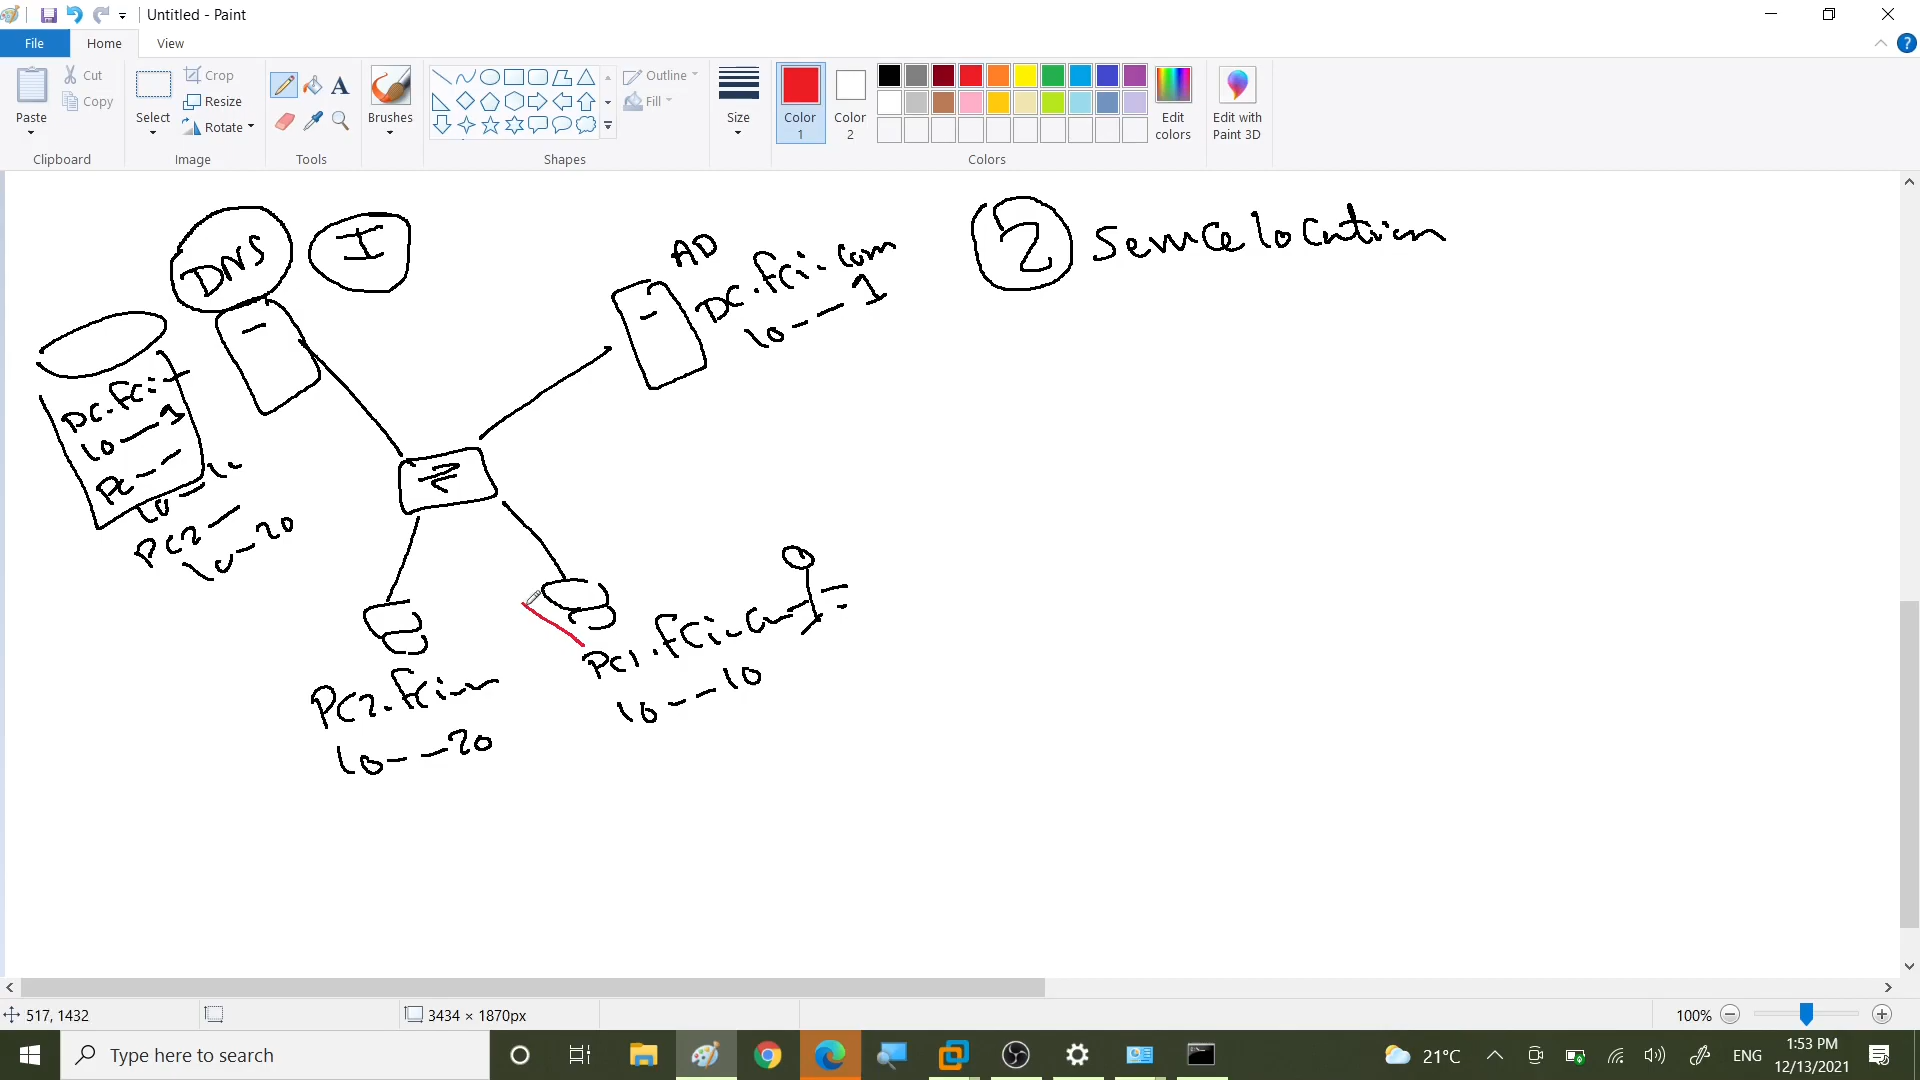 Untitled - Paint
File
Home
View
Paste
Cut
Copy
Clipboard
Select
Crop
Resize
Rotate
Image
Tools
Brushes
Shapes
Outline
Fill
Size
Color 1
Color 2
Colors
Edit colors
Edit with Paint 3D
DNS
I
AD
DC.fci.com
10---1
2 Service location
DC.fci-
10--1
PC--
10--10
PC2-
10-20
PC1.fci.com
10--10
PC2.fci
10--20
517, 1432
3434 × 1870px
100%
Type here to search
21°C
ENG
1:53 PM
12/13/2021